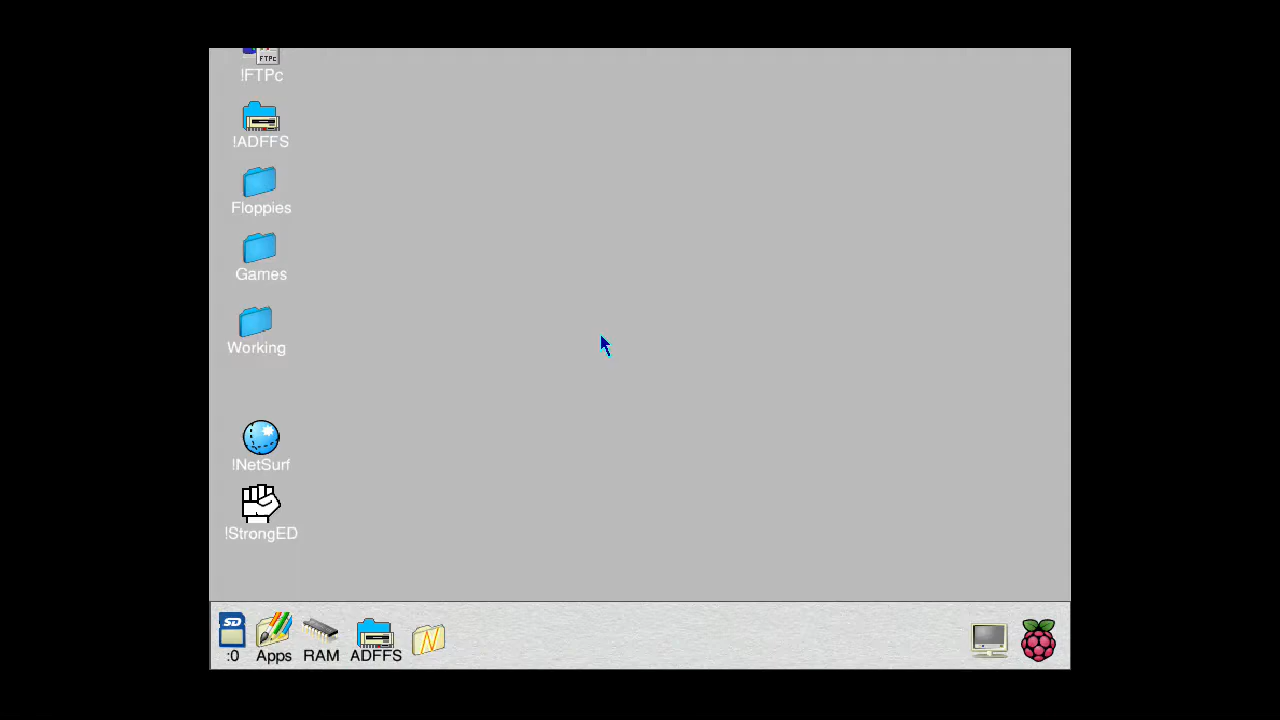 FTPc
!FTPc
!ADFFS
Floppies
Games
Working
!NetSurf
!StrongED
SD
:0
Apps
RAM
ADFFS
N